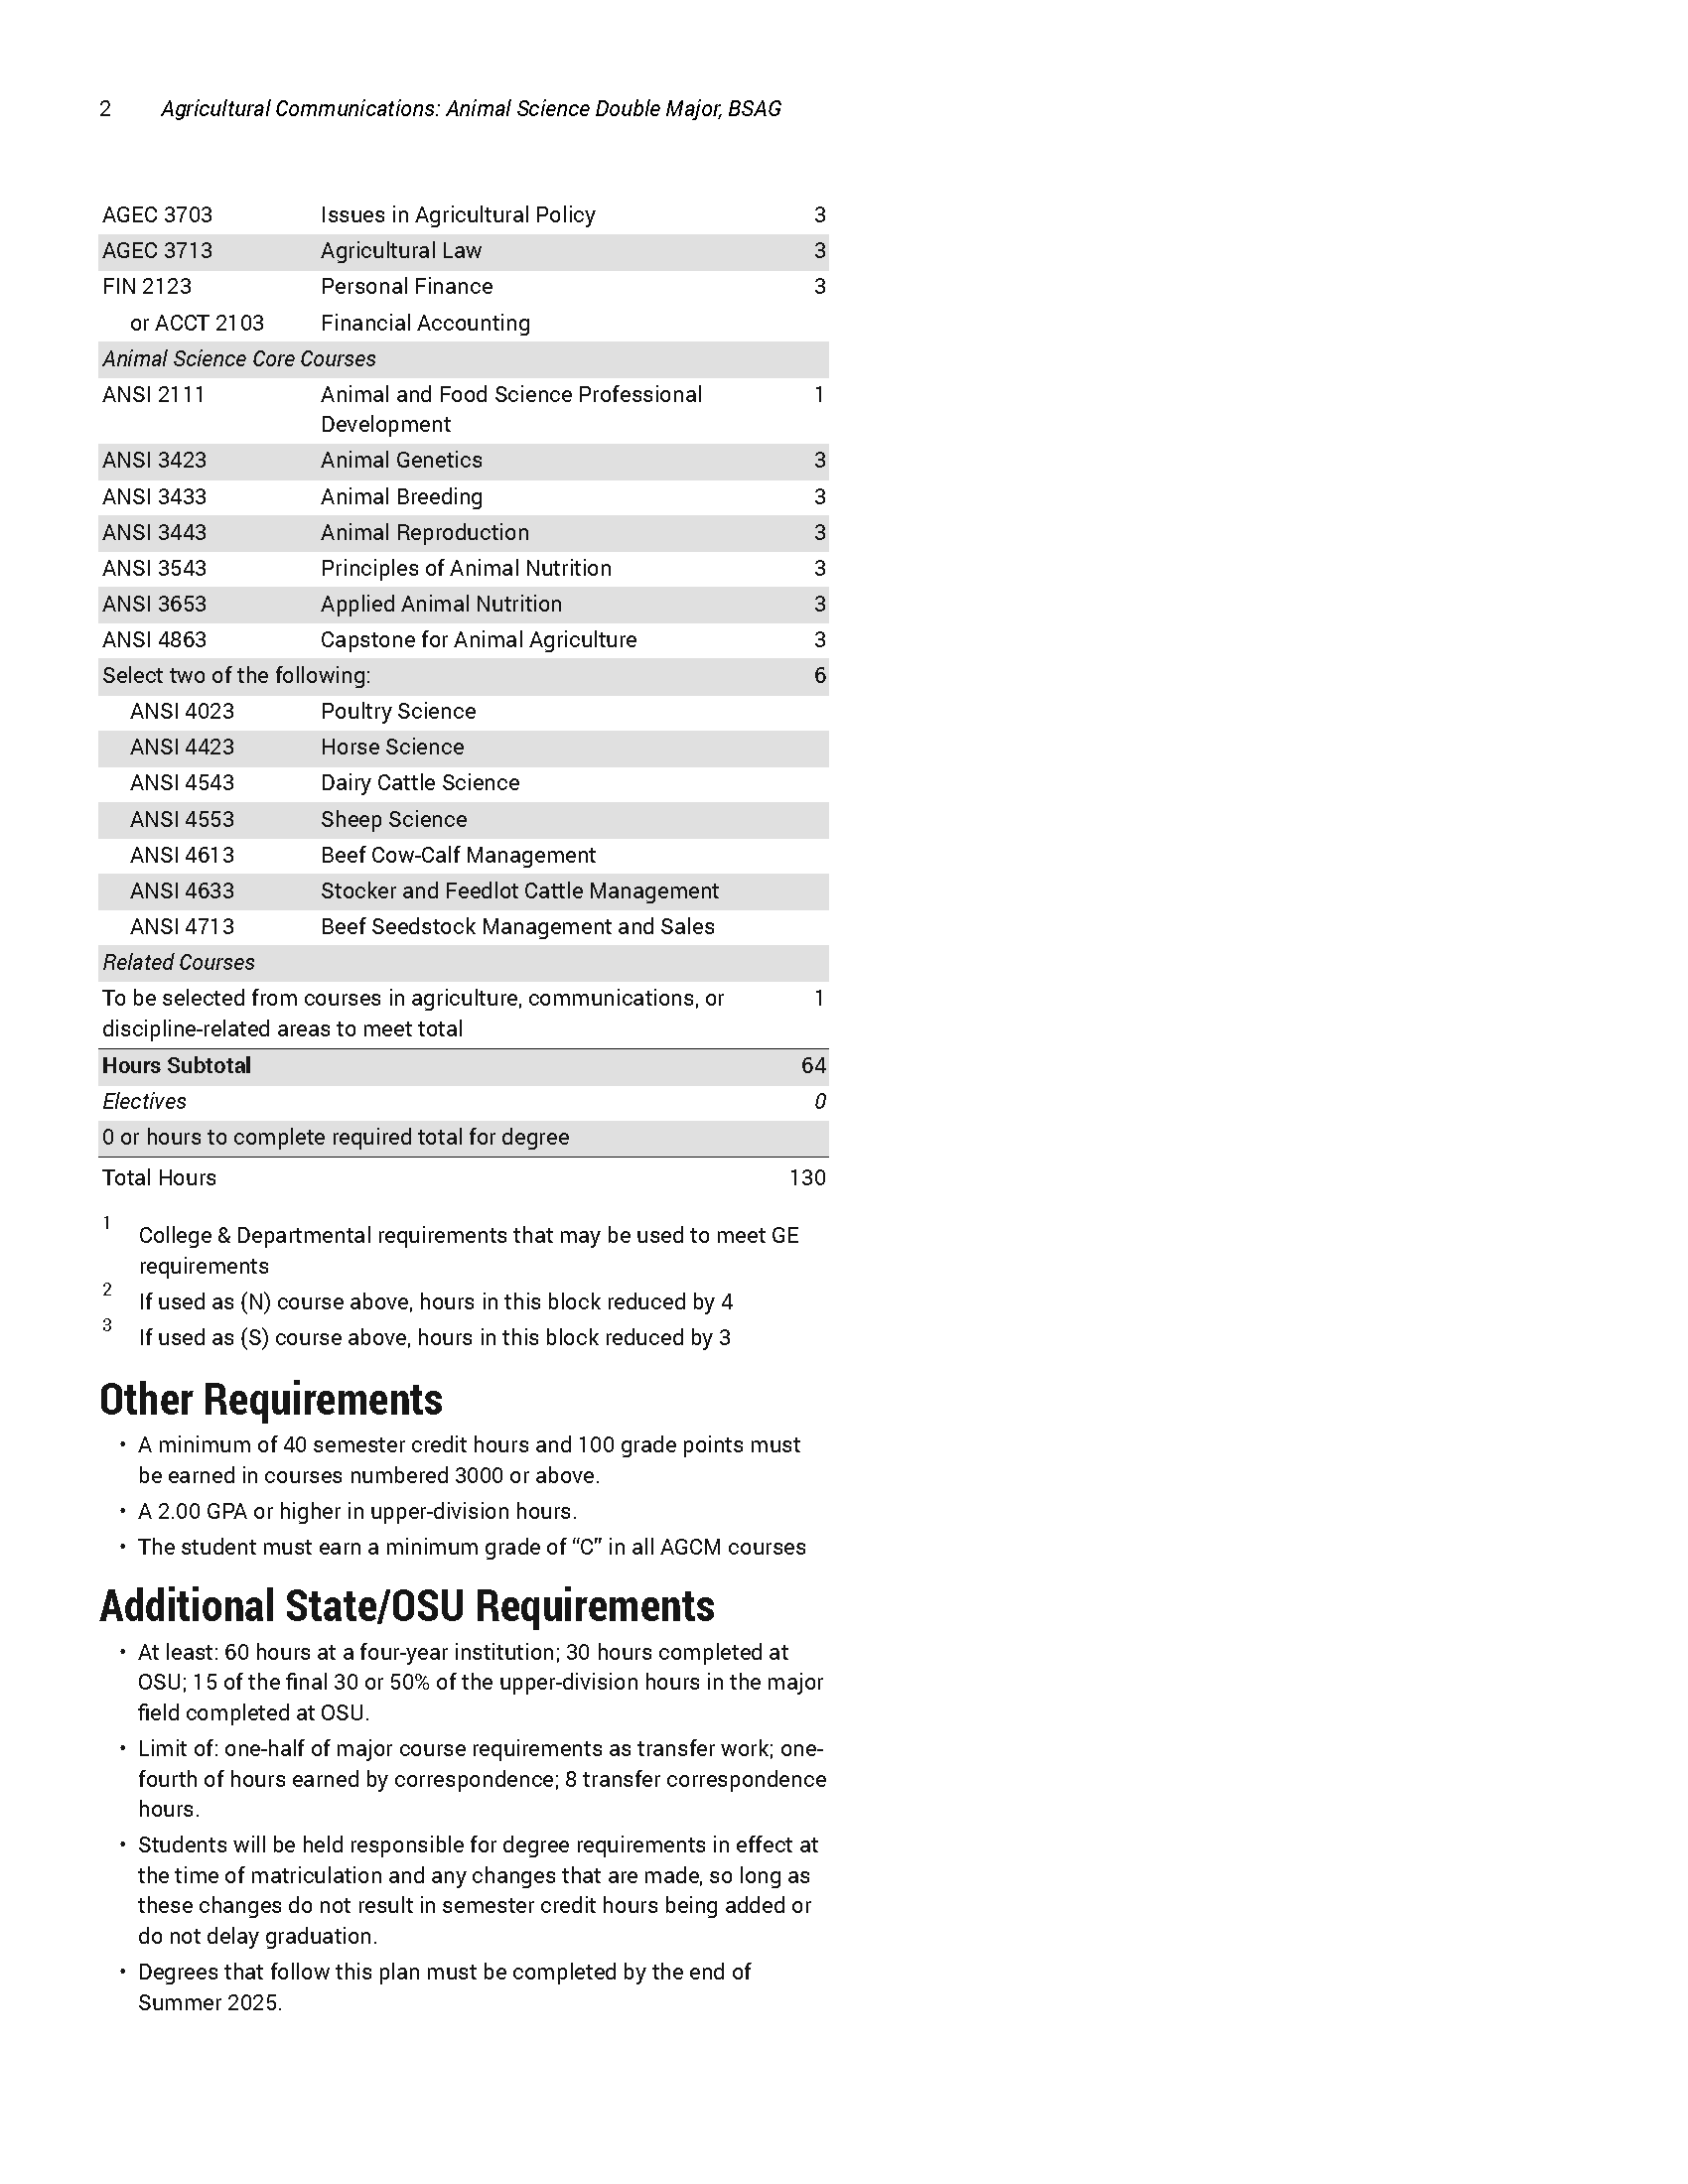 2 Agricultural Communications: Animal Science Double Major, BSAG
AGEC 3703 Issues in Agricultural Policy 3
AGEC 3713 Agricultural Law 3
FIN 2123 Personal Finance 3
or ACCT 2103 Financial Accounting
Animal Science Core Courses
ANSI 2111 Animal and Food Science Professional 1
Development
ANSI 3423 Animal Genetics 3
ANSI 3433 Animal Breeding 3
ANSI 3443 Animal Reproduction 3
ANSI 3543 Principles of Animal Nutrition 3
ANSI 3653 Applied Animal Nutrition 3
ANSI 4863 Capstone for Animal Agriculture 3
Select two of the following: 6
ANSI 4023 Poultry Science
ANSI 4423 Horse Science
ANSI 4543 Dairy Cattle Science
ANSI 4553 Sheep Science
ANSI 4613 Beef Cow-Calf Management
ANSI 4633 Stocker and Feedlot Cattle Management
ANSI 4713 Beef Seedstock Management and Sales
Related Courses
To be selected from courses in agriculture, communications, or 1
discipline-related areas to meet total
Hours Subtotal 64
Electives 0
0 or hours to complete required total for degree
Total Hours 130
1 College & Departmental requirements that may be used to meet GE
requirements
2 If used as (N) course above, hours in this block reduced by 4
3 If used as (S) course above, hours in this block reduced by 3
Other Requirements
• A minimum of 40 semester credit hours and 100 grade points must
be earned in courses numbered 3000 or above.
• A 2.00 GPA or higher in upper-division hours.
• The student must earn a minimum grade of “C” in all AGCM courses
Additional State/OSU Requirements
• At least: 60 hours at a four-year institution; 30 hours completed at
OSU; 15 of the final 30 or 50% of the upper-division hours in the major
field completed at OSU.
• Limit of: one-half of major course requirements as transfer work; one-
fourth of hours earned by correspondence; 8 transfer correspondence
hours.
• Students will be held responsible for degree requirements in effect at
the time of matriculation and any changes that are made, so long as
these changes do not result in semester credit hours being added or
do not delay graduation.
• Degrees that follow this plan must be completed by the end of
Summer 2025.